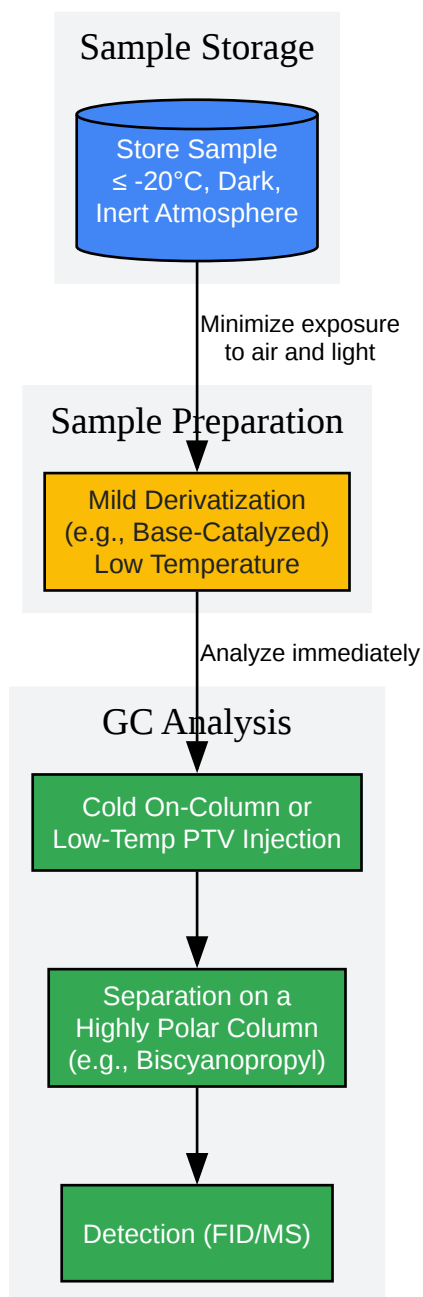 Sample Storage
Store Sample
≤ -20°C, Dark,
Inert Atmosphere
Minimize exposure
to air and light
Sample Preparation
Mild Derivatization
(e.g., Base-Catalyzed)
Low Temperature
Analyze immediately
GC Analysis
Cold On-Column or
Low-Temp PTV Injection
Separation on a
Highly Polar Column
(e.g., Biscyanopropyl)
Detection (FID/MS)